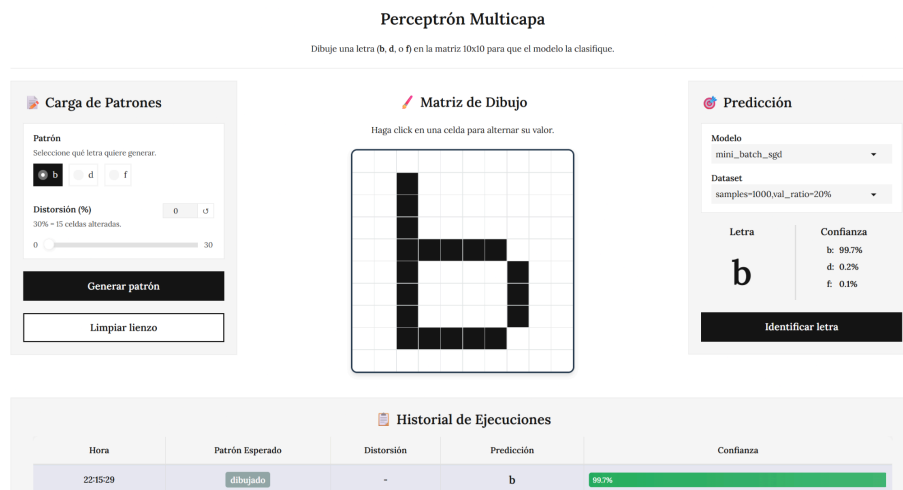 Perceptrón Multicapa
Dibuje una letra (b, d, o f) en la matriz 10x10 para que el modelo la clasifique.
Carga de Patrones
Patrón
Seleccione qué letra quiere generar.
b d f
Distorsión (%)
0
30% = 15 celdas alteradas.
0 30
Generar patrón
Limpiar lienzo
Matriz de Dibujo
Haga click en una celda para alternar su valor.
Predicción
Modelo
mini_batch_sgd
Dataset
samples=1000,val_ratio=20%
Letra
b
Confianza
b: 99.7%
d: 0.2%
f: 0.1%
Identificar letra
Historial de Ejecuciones
Hora Patrón Esperado Distorsión Predicción Confianza
22:15:29 dibujado - b 99.7%